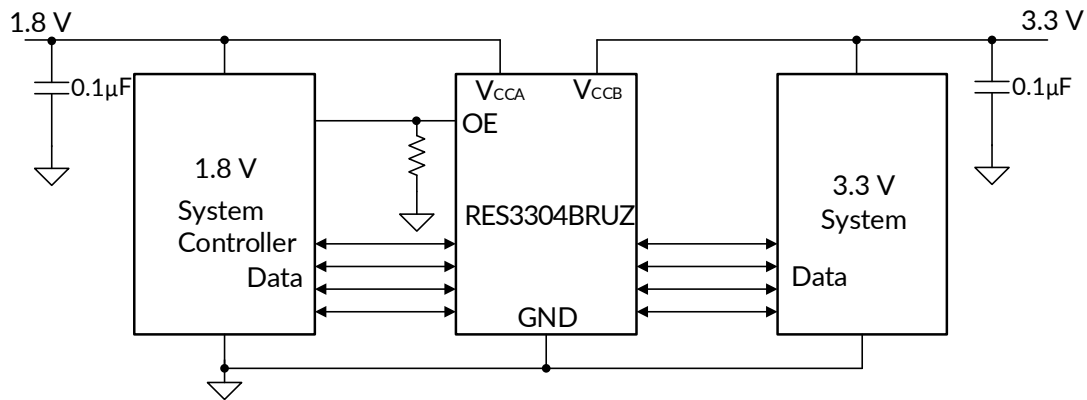 1.8 V
3.3 V
0.1μF
VCCA
VCCB
0.1μF
OE
1.8 V
System
Controller
Data
RES3304BRUZ
3.3 V
System
Data
GND